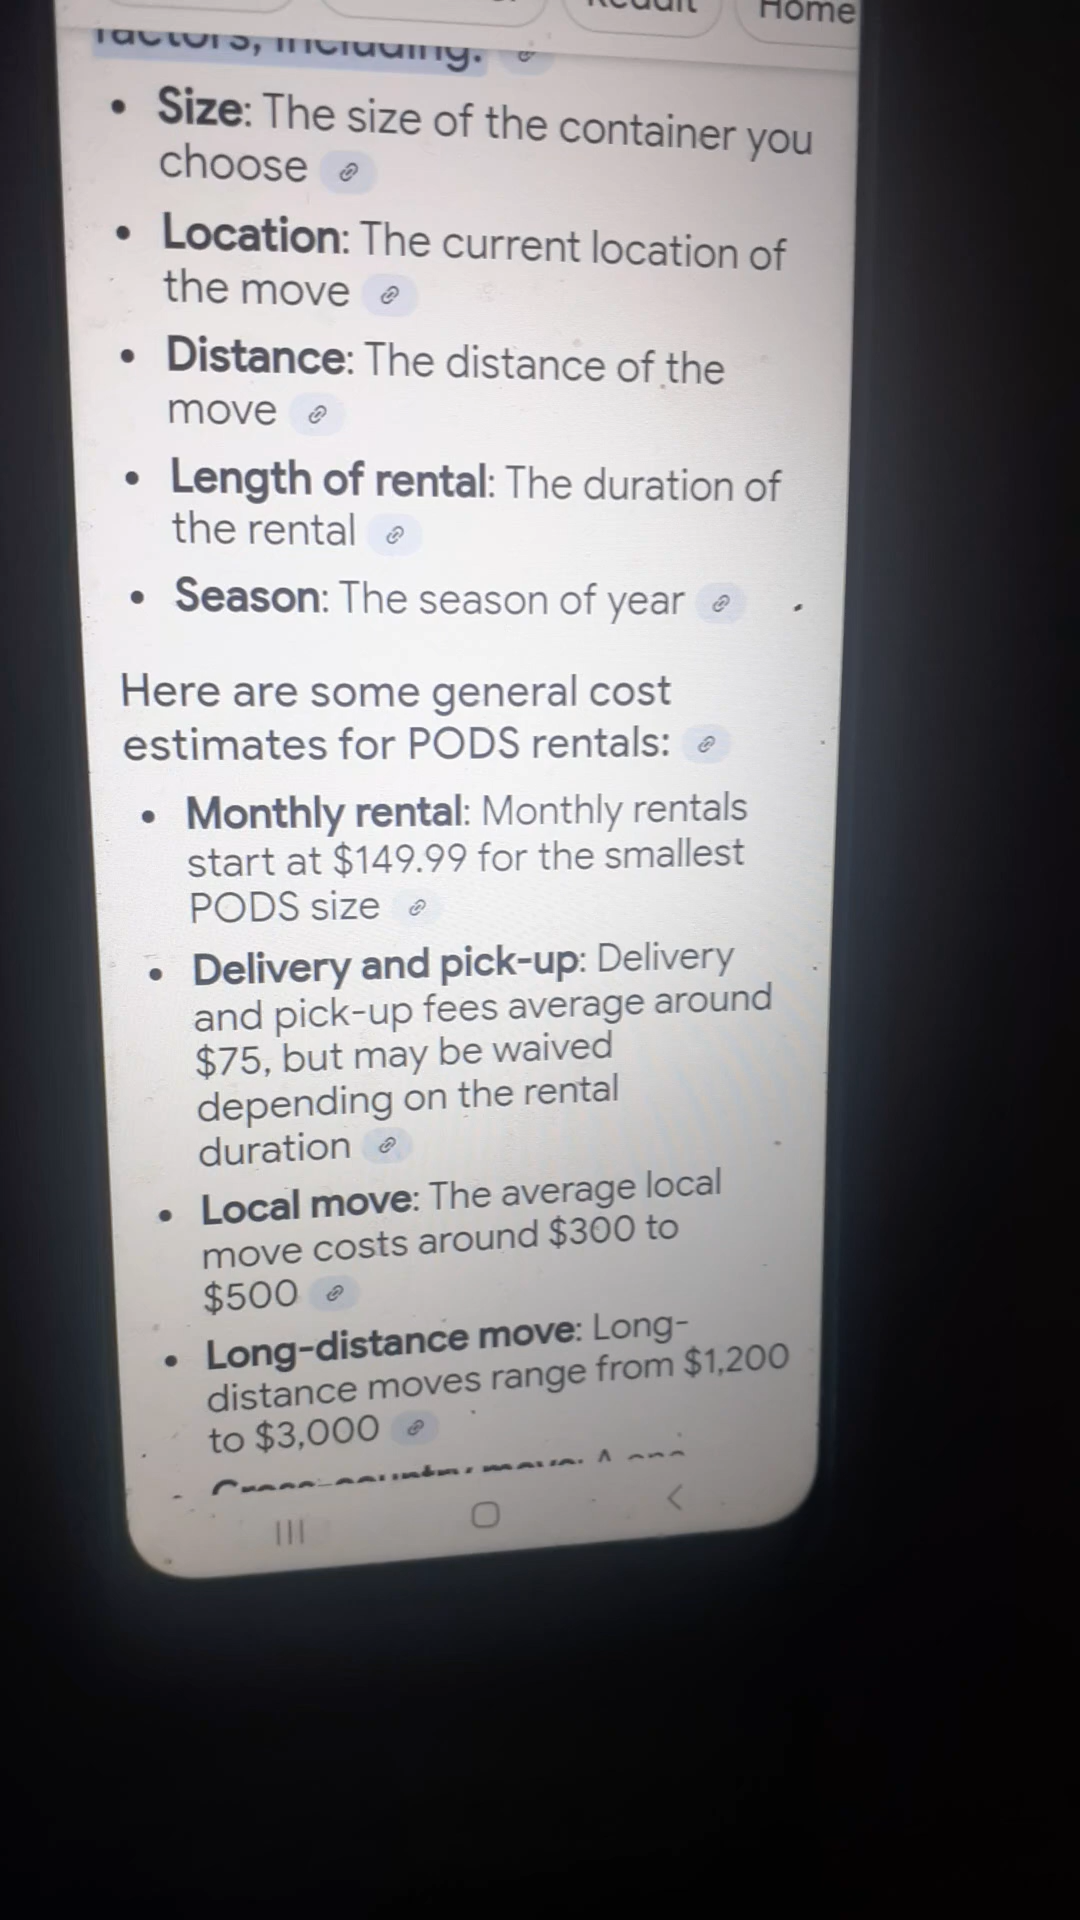 Home
factors, including:
• Size: The size of the container you
choose
• Location: The current location of
the move
• Distance: The distance of the
move
• Length of rental: The duration of
the rental
• Season: The season of year
Here are some general cost
estimates for PODS rentals:
• Monthly rental: Monthly rentals
start at $149.99 for the smallest
PODS size
• Delivery and pick-up: Delivery
and pick-up fees average around
$75, but may be waived
depending on the rental
duration
• Local move: The average local
move costs around $300 to
$500
• Long-distance move: Long-
distance moves range from $1,200
to $3,000